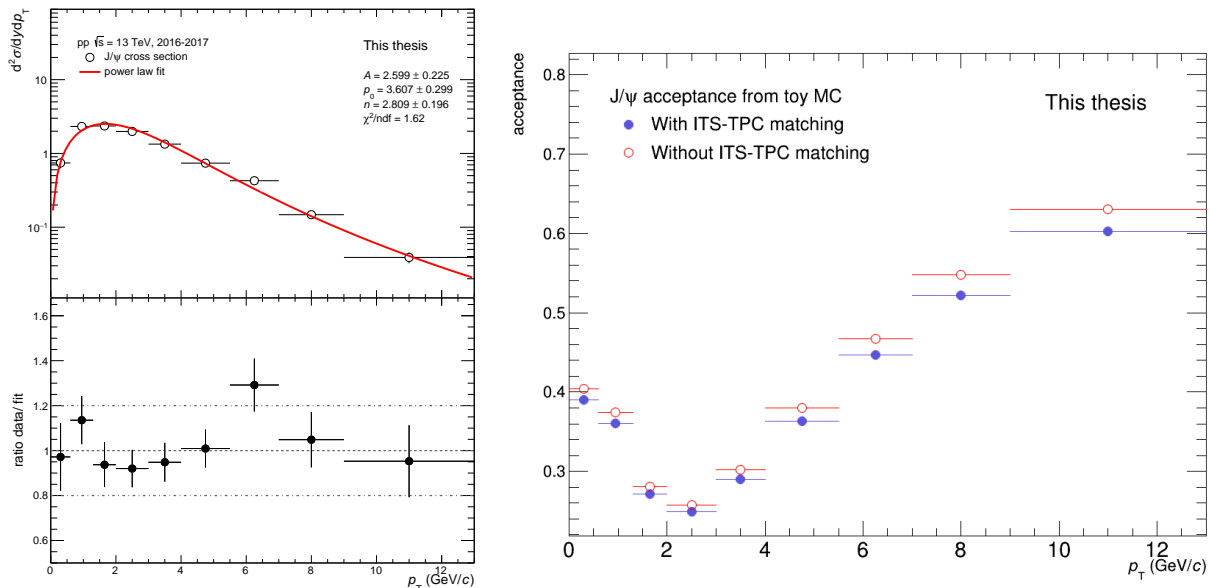 d²σ/dydp_T
10
1
10⁻¹
pp √s = 13 TeV, 2016-2017
J/ψ cross section
power law fit
This thesis
A = 2.599 ± 0.225
p₀ = 3.607 ± 0.299
n = 2.809 ± 0.196
χ²/ndf = 1.62
ratio data/ fit
1.6
1.4
1.2
1
0.8
0.6
0 2 4 6 8 10 12
p_T (GeV/c)
acceptance
0.8
0.7
0.6
0.5
0.4
0.3
J/ψ acceptance from toy MC
With ITS-TPC matching
Without ITS-TPC matching
This thesis
0 2 4 6 8 10 12
p_T (GeV/c)